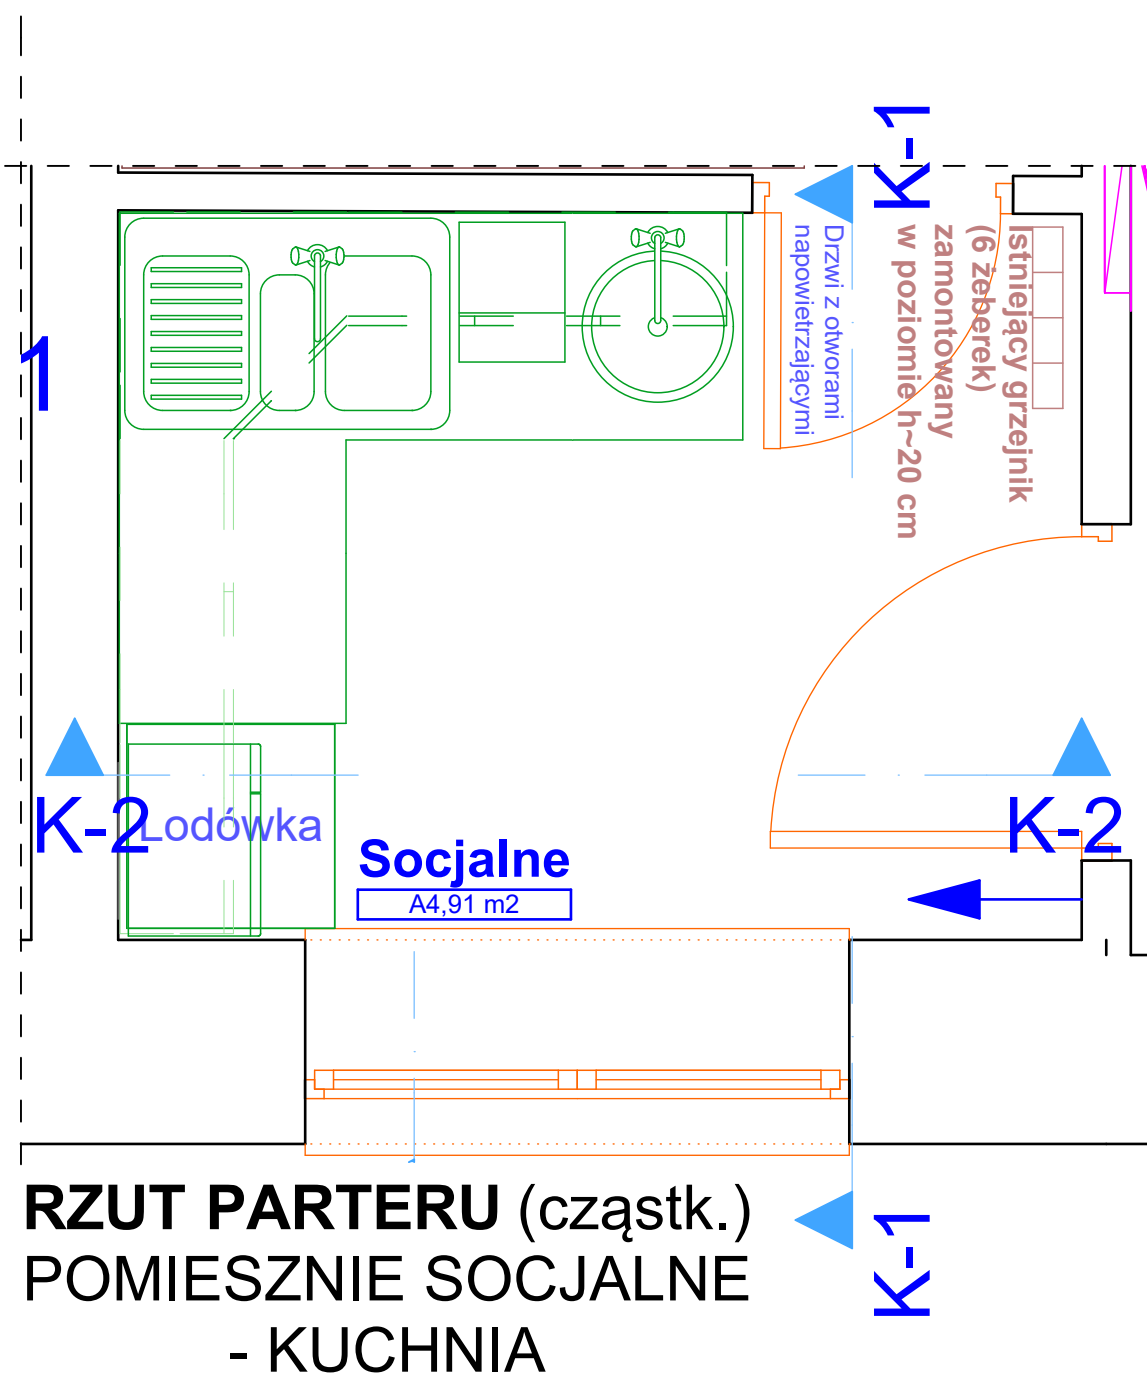 K-1
Drzwi z otworami
napowietrzającymi
Istniejący grzejnik
(6 żeberek)
zamontowany
w poziomie h~20 cm
1
K-2
Lodówka
K-2
Socjalne
A4,91 m2
RZUT PARTERU (cząstk.)
POMIESZNIE SOCJALNE
- KUCHNIA
K-1